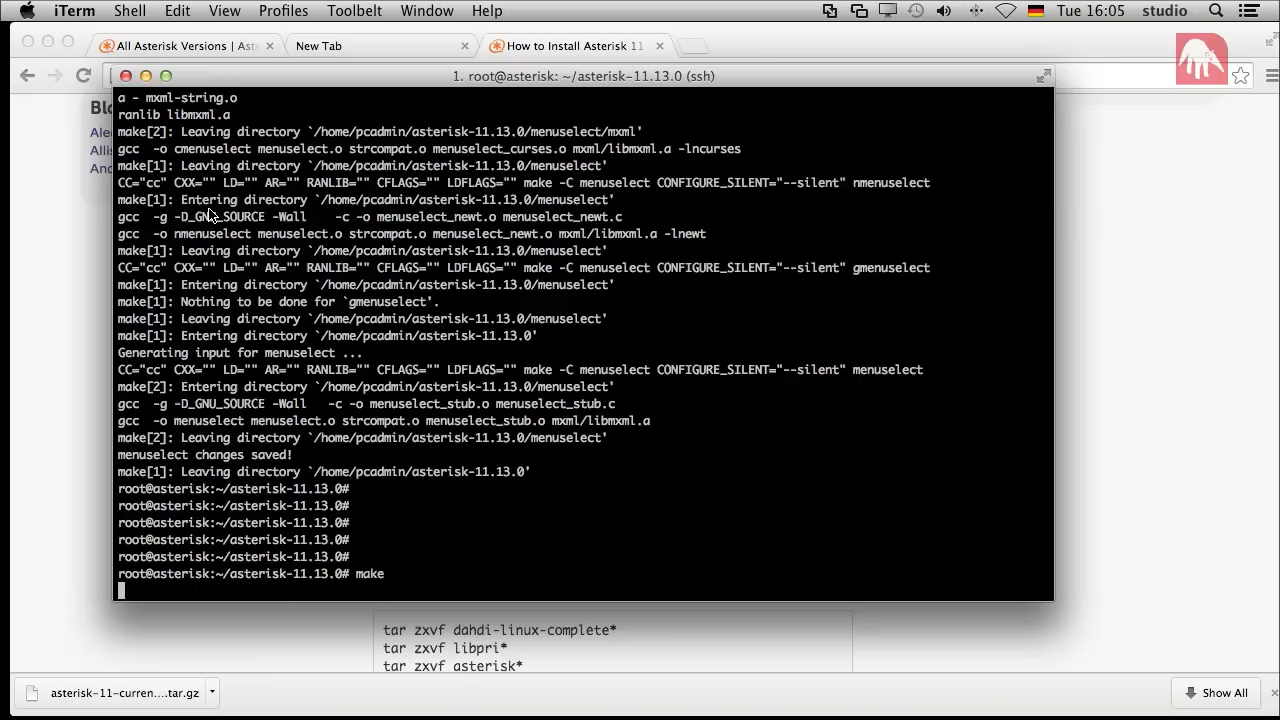 iTerm Shell Edit View Profiles Toolbelt Window Help Tue 16:05 studio
All Asterisk Versions | Aste
New Tab
How to Install Asterisk 11
1. root@asterisk: ~/asterisk-11.13.0 (ssh)
Blo
Ale
Allis
And
a - mxml-string.o
ranlib libmxml.a
make[2]: Leaving directory `/home/pcadmin/asterisk-11.13.0/menuselect/mxml'
gcc  -o cmenuselect menuselect.o strcompat.o menuselect_curses.o mxml/libmxml.a -lncurses
make[1]: Leaving directory `/home/pcadmin/asterisk-11.13.0/menuselect'
CC="cc" CXX="" LD="" AR="" RANLIB="" CFLAGS="" LDFLAGS="" make -C menuselect CONFIGURE_SILENT="--silent" nmenuselect
make[1]: Entering directory `/home/pcadmin/asterisk-11.13.0/menuselect'
gcc  -g -D_GNU_SOURCE -Wall    -c -o menuselect_newt.o menuselect_newt.c
gcc  -o nmenuselect menuselect.o strcompat.o menuselect_newt.o mxml/libmxml.a -lnewt
make[1]: Leaving directory `/home/pcadmin/asterisk-11.13.0/menuselect'
CC="cc" CXX="" LD="" AR="" RANLIB="" CFLAGS="" LDFLAGS="" make -C menuselect CONFIGURE_SILENT="--silent" gmenuselect
make[1]: Entering directory `/home/pcadmin/asterisk-11.13.0/menuselect'
make[1]: Nothing to be done for `gmenuselect'.
make[1]: Leaving directory `/home/pcadmin/asterisk-11.13.0/menuselect'
make[1]: Entering directory `/home/pcadmin/asterisk-11.13.0'
Generating input for menuselect ...
CC="cc" CXX="" LD="" AR="" RANLIB="" CFLAGS="" LDFLAGS="" make -C menuselect CONFIGURE_SILENT="--silent" menuselect
make[2]: Entering directory `/home/pcadmin/asterisk-11.13.0/menuselect'
gcc  -g -D_GNU_SOURCE -Wall   -c -o menuselect_stub.o menuselect_stub.c
gcc  -o menuselect menuselect.o strcompat.o menuselect_stub.o mxml/libmxml.a
make[2]: Leaving directory `/home/pcadmin/asterisk-11.13.0/menuselect'
menuselect changes saved!
make[1]: Leaving directory `/home/pcadmin/asterisk-11.13.0'
root@asterisk:~/asterisk-11.13.0#
root@asterisk:~/asterisk-11.13.0#
root@asterisk:~/asterisk-11.13.0#
root@asterisk:~/asterisk-11.13.0#
root@asterisk:~/asterisk-11.13.0#
root@asterisk:~/asterisk-11.13.0# make
tar zxvf dahdi-linux-complete*
tar zxvf libpri*
tar zxvf asterisk*
asterisk-11-curren....tar.gz
Show All